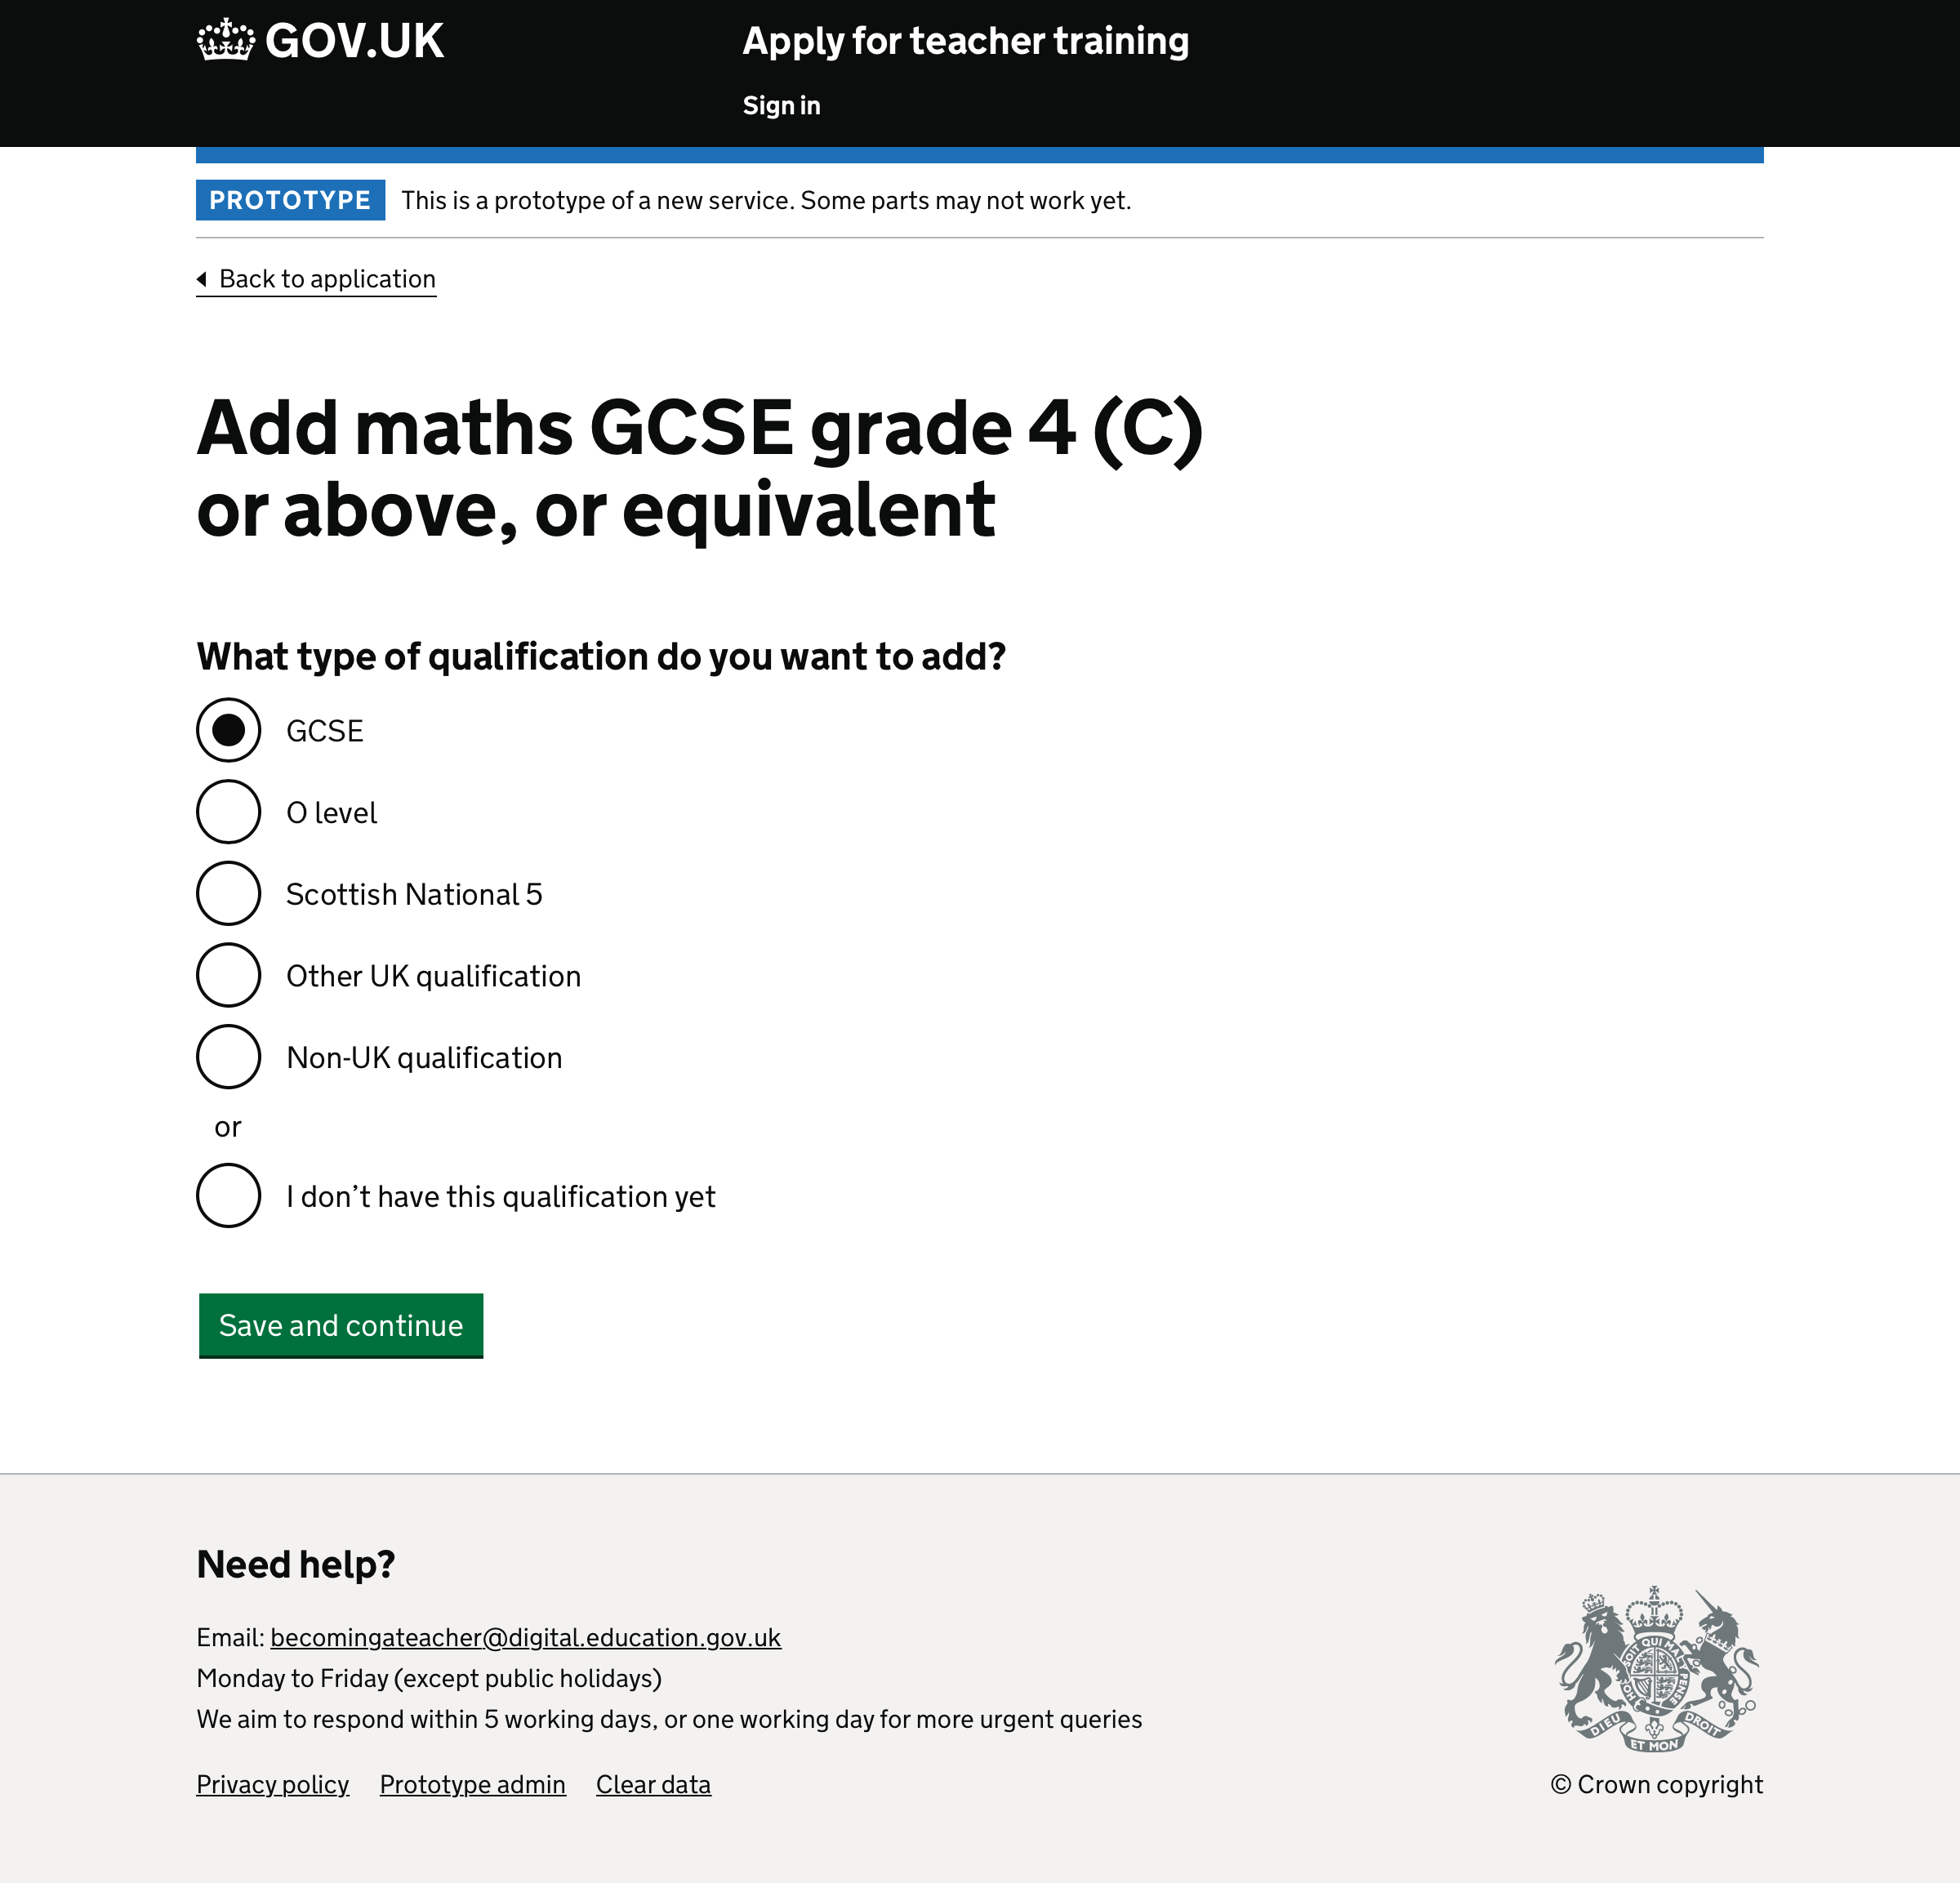 GOV.UK
Apply for teacher training
Sign in
PROTOTYPE This is a prototype of a new service. Some parts may not work yet.
Back to application
Add maths GCSE grade 4 (C)
or above, or equivalent
What type of qualification do you want to add?
GCSE
O level
Scottish National 5
Other UK qualification
Non-UK qualification
or
I don’t have this qualification yet
Save and continue
Need help?
Email: becomingateacher@digital.education.gov.uk
Monday to Friday (except public holidays)
We aim to respond within 5 working days, or one working day for more urgent queries
Privacy policy Prototype admin Clear data
DIEU ET MON DROIT
© Crown copyright